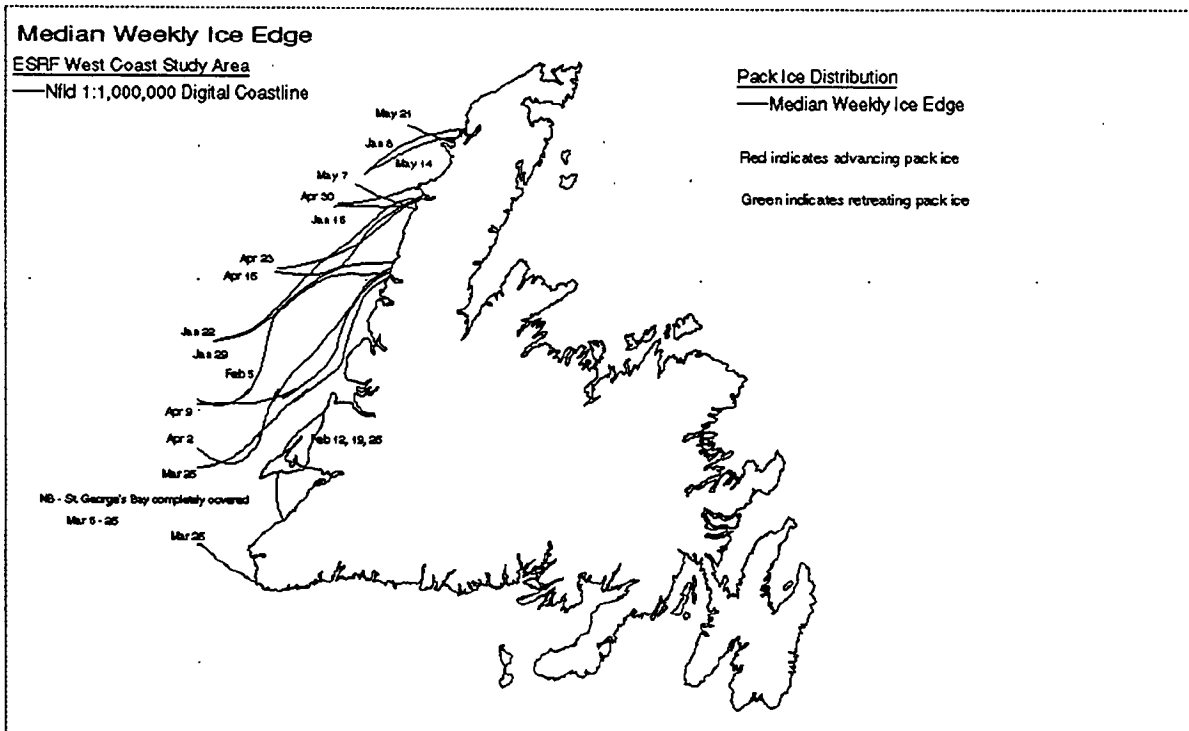 Median Weekly Ice Edge
ESRF West Coast Study Area
Nfld 1:1,000,000 Digital Coastline
Pack Ice Distribution
Median Weekly Ice Edge
Red indicates advancing pack ice
Green indicates retreating pack ice
May 21
Jan 8
May 14
May 7
Apr 30
Jan 15
Apr 23
Apr 16
Jan 22
Jan 29
Feb 5
Apr 9
Apr 2
Feb 12, 19, 26
Mar 26
NB - St. George's Bay completely covered
Mar 5 - 26
Mar 26